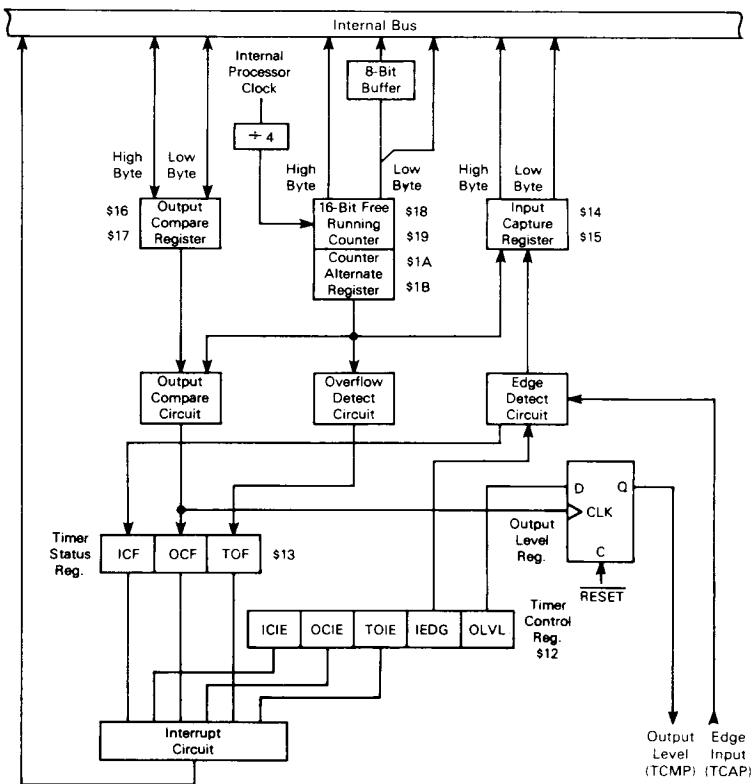 Internal Bus
Internal
Processor
Clock
8-Bit
Buffer
÷ 4
High
Byte
Low
Byte
High
Byte
Low
Byte
High
Byte
Low
Byte
$16
$17
Output
Compare
Register
16-Bit Free
Running
Counter
$18
$19
Counter
Alternate
Register
$1A
$1B
Input
Capture
Register
$14
$15
Output
Compare
Circuit
Overflow
Detect
Circuit
Edge
Detect
Circuit
D Q
CLK
C
Output
Level
Reg.
RESET
Timer
Status
Reg.
ICF OCF TOF
$13
ICIE OCIE TOIE IEDG OLVL
Timer
Control
Reg.
$12
Interrupt
Circuit
Output
Level
(TCMP)
Edge
Input
(TCAP)